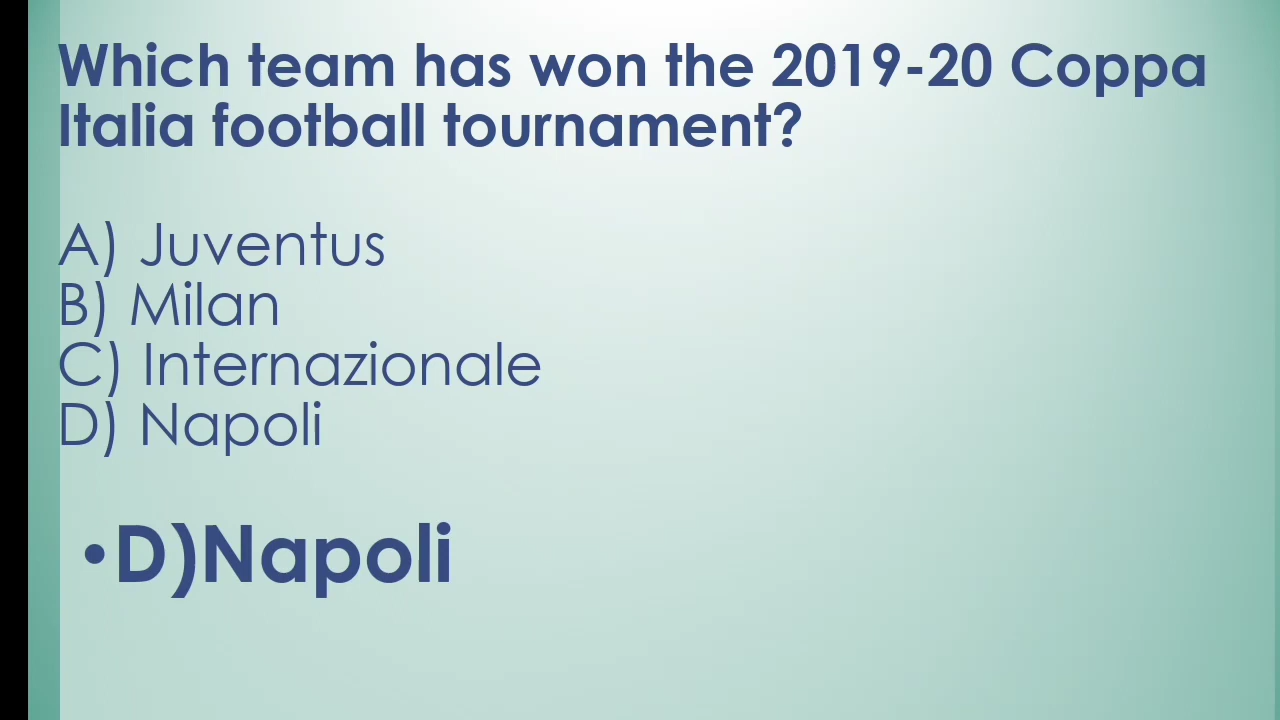 Which team has won the 2019-20 Coppa
Italia football tournament?
A) Juventus
B) Milan
C) Internazionale
D) Napoli
•D)Napoli